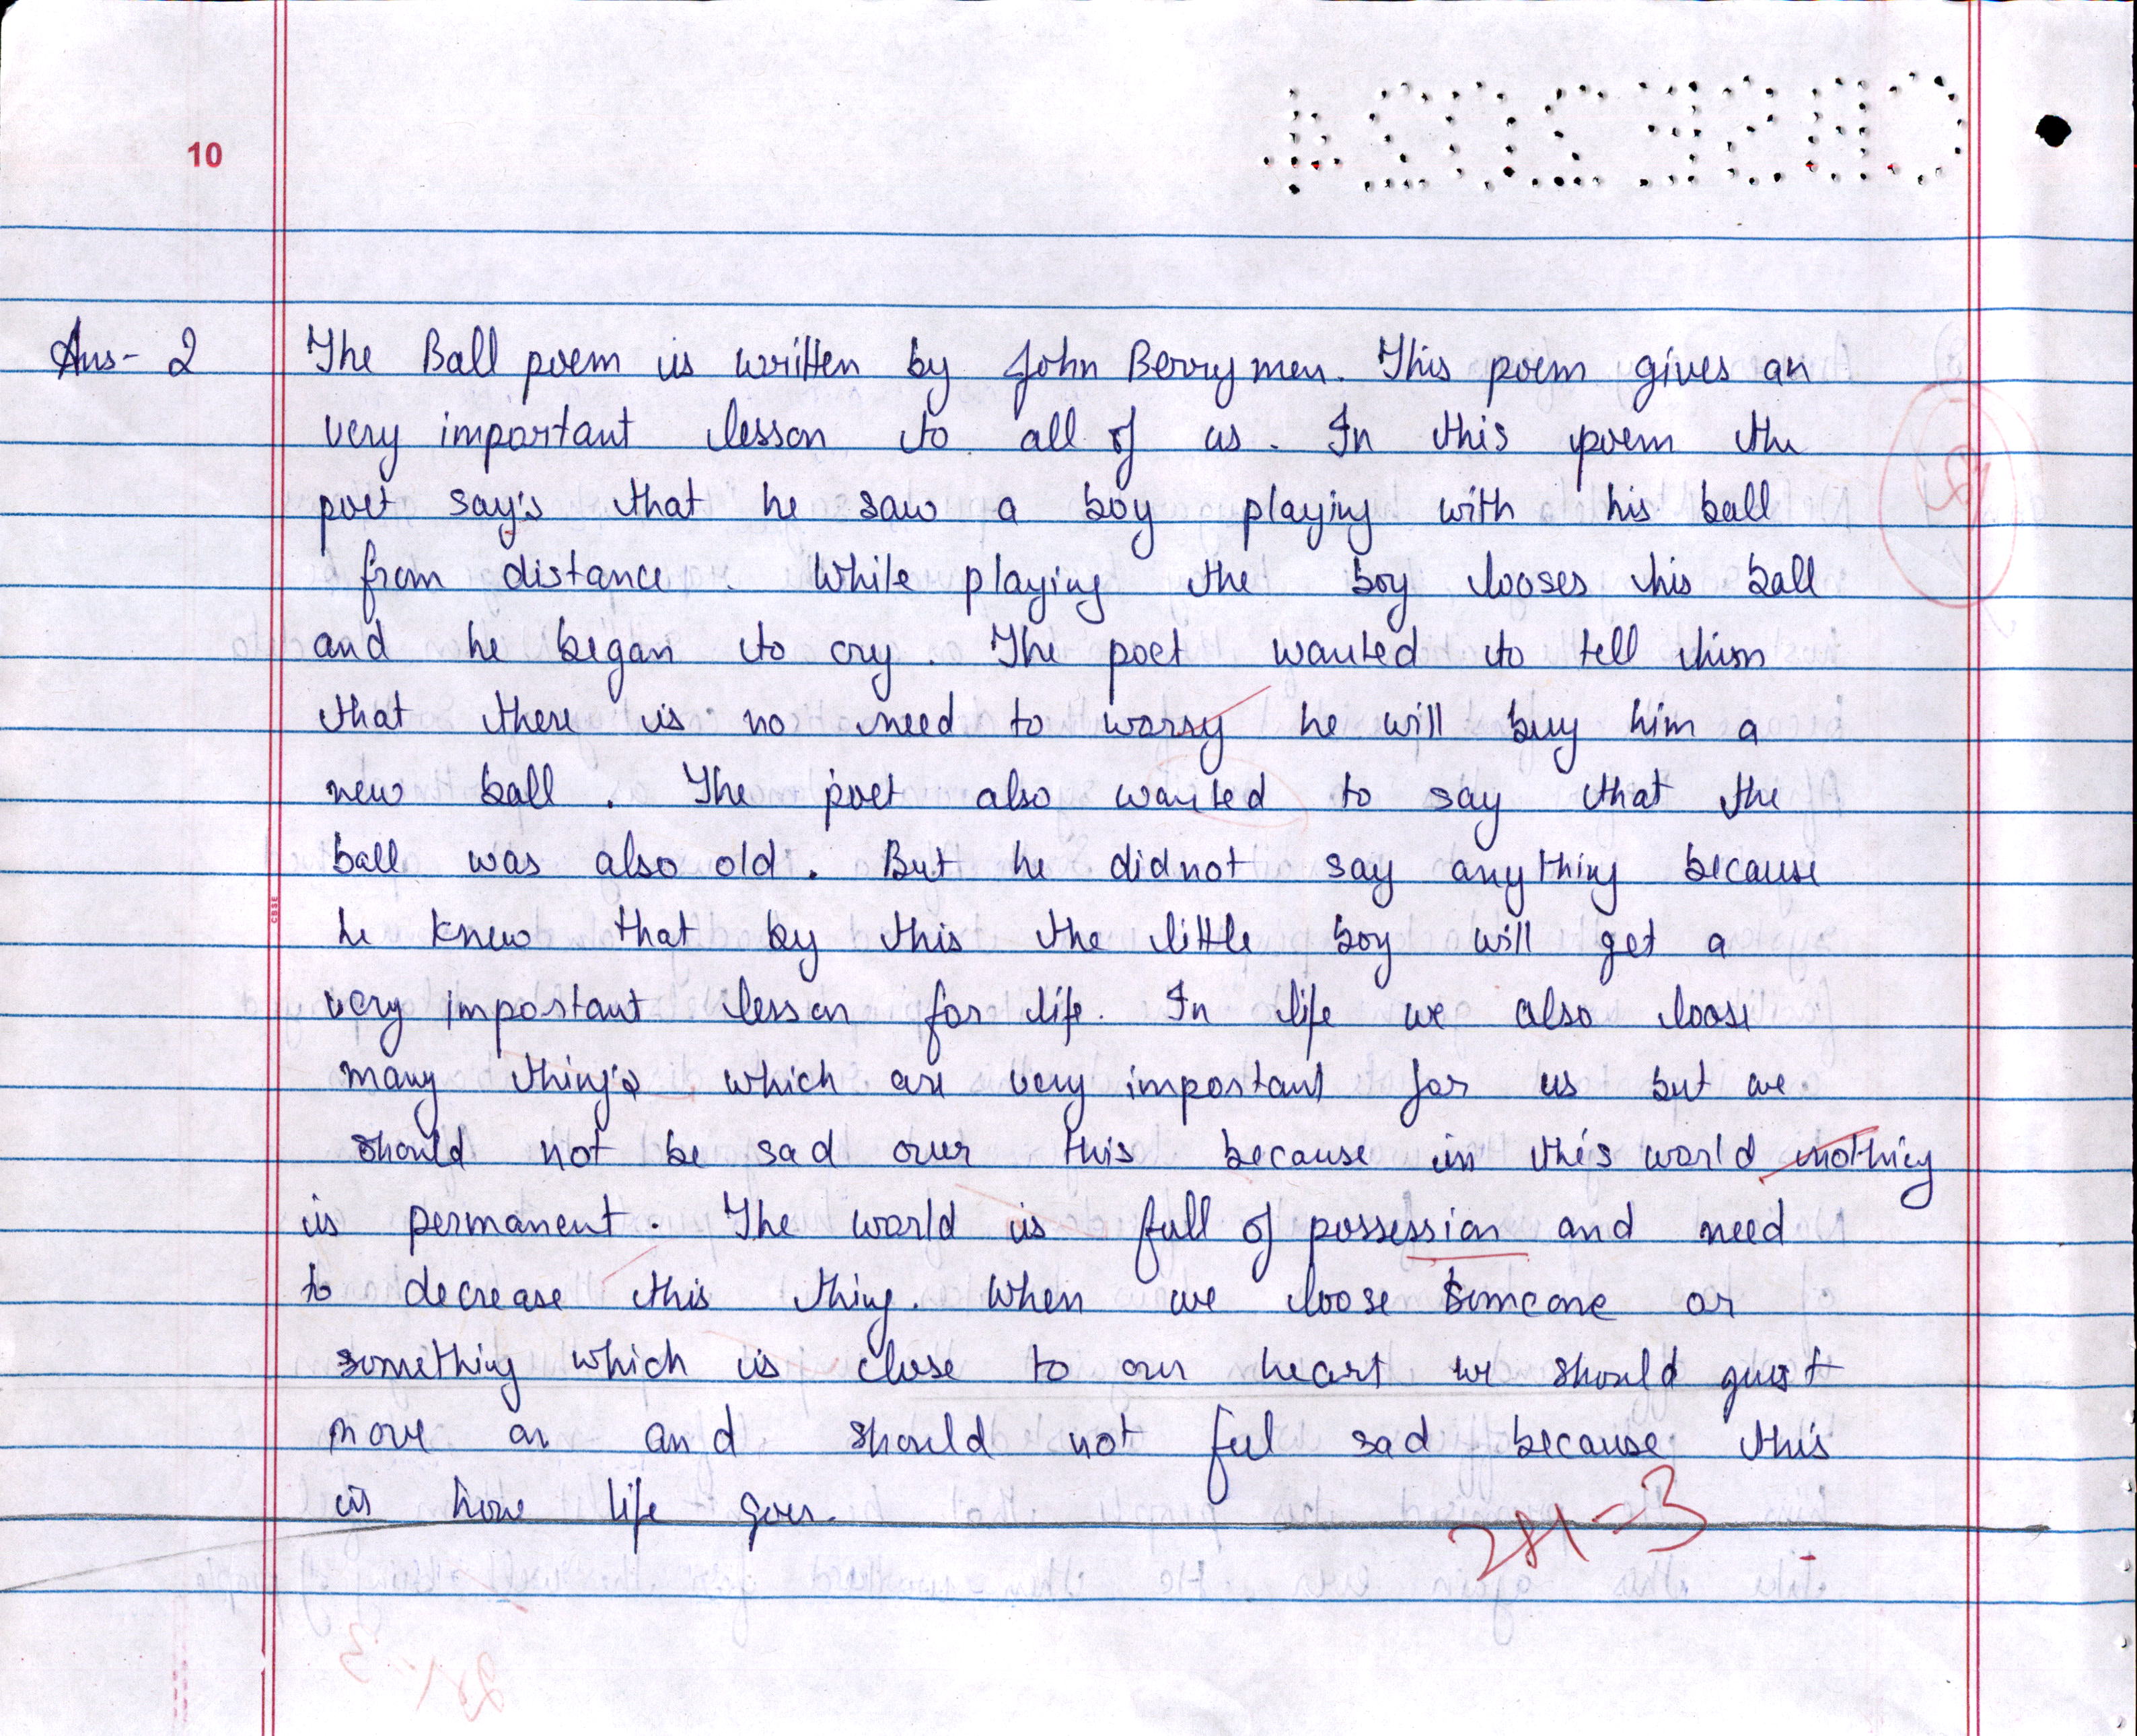 10
Ans- 2 The Ball poem is written by John Berrymen. This poem gives an
very important lesson to all of us. In this poem the
poet say's that he saw a boy playing with his ball
from distance. While playing the boy looses his ball
and he began to cry. The poet wanted to tell him
that there is no need to worry he will buy him a
new ball. The poet also wanted to say that the
ball was also old. But he didnot say anything because
he knew that by this the little boy will get a
very important lesson for life. In life we also loose
many thing's which are very important for us but we
should not be sad over this because in this world nothing
is permanent. The world is full of possession and need
to decrease this thing. When we loose someone or
something which is close to our heart we should just
move on and should not feel sad because this
is how life goes.
2+1=3
CBSE